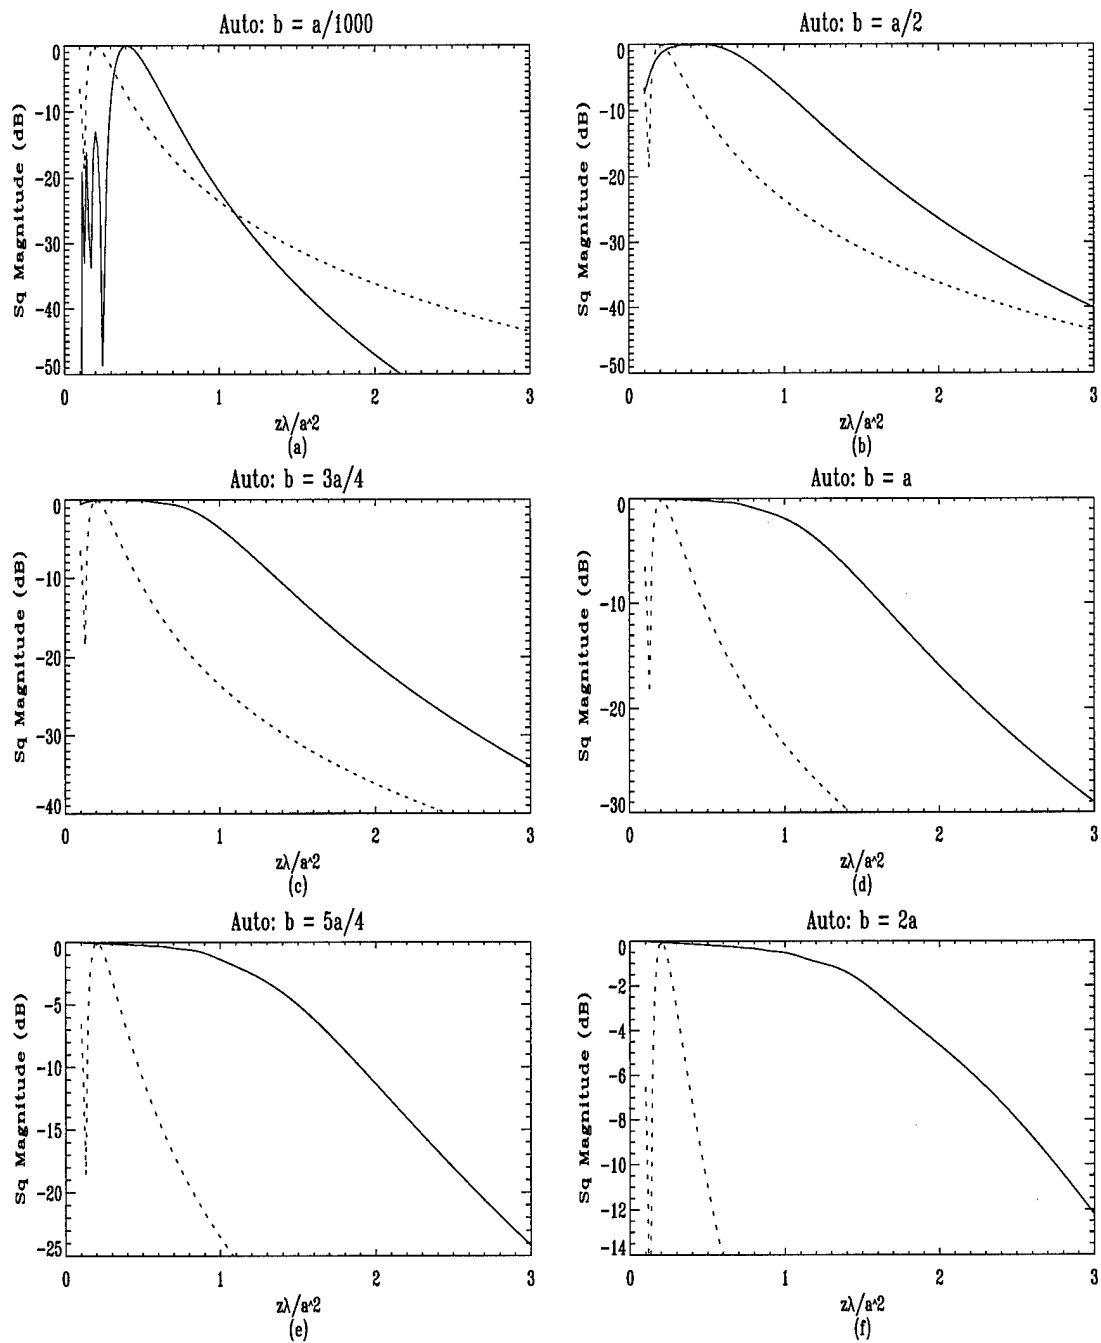 Auto: b = a/1000
Sq Magnitude (dB)
0
-10
-20
-30
-40
-50
0 1 2 3
zλ/a^2
(a)
Auto: b = a/2
Sq Magnitude (dB)
0
-10
-20
-30
-40
-50
0 1 2 3
zλ/a^2
(b)
Auto: b = 3a/4
Sq Magnitude (dB)
0
-10
-20
-30
-40
0 1 2 3
zλ/a^2
(c)
Auto: b = a
Sq Magnitude (dB)
0
-10
-20
-30
0 1 2 3
zλ/a^2
(d)
Auto: b = 5a/4
Sq Magnitude (dB)
0
-5
-10
-15
-20
-25
0 1 2 3
zλ/a^2
(e)
Auto: b = 2a
Sq Magnitude (dB)
0
-2
-4
-6
-8
-10
-12
-14
0 1 2 3
zλ/a^2
(f)